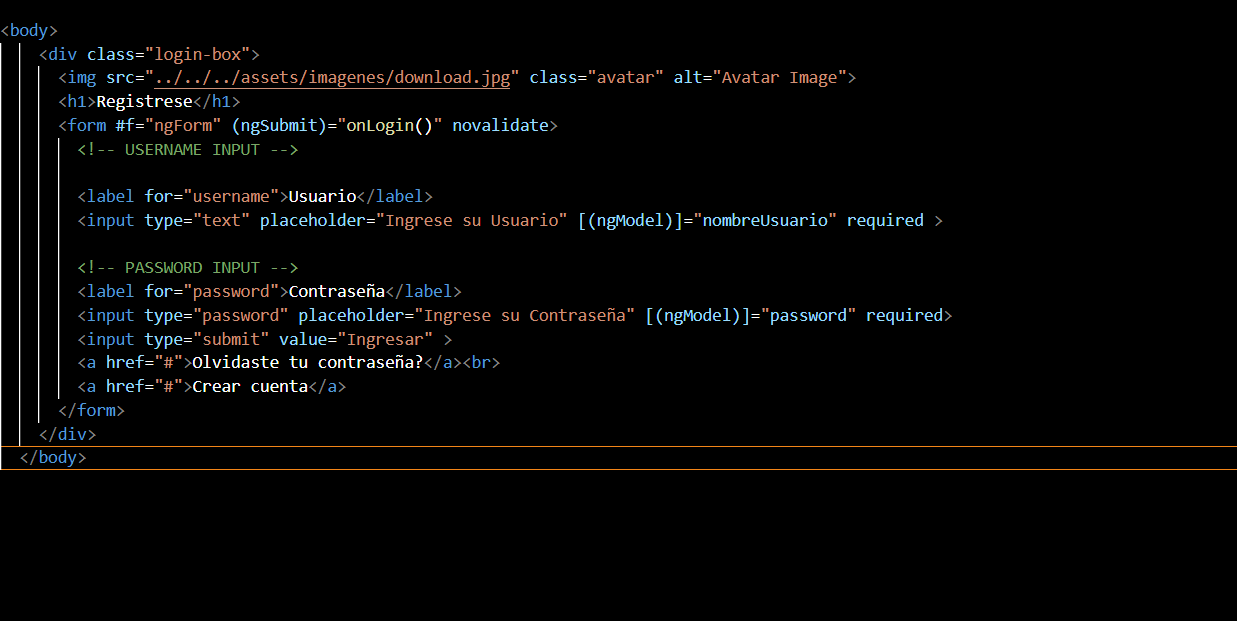 <body>
<div class="login-box">
<img src="../../../assets/imagenes/download.jpg" class="avatar" alt="Avatar Image">
<h1>Registrese</h1>
<form #f="ngForm" (ngSubmit)="onLogin()" novalidate>
<!-- USERNAME INPUT -->
<label for="username">Usuario</label>
<input type="text" placeholder="Ingrese su Usuario" [(ngModel)]="nombreUsuario" required >
<!-- PASSWORD INPUT -->
<label for="password">Contraseña</label>
<input type="password" placeholder="Ingrese su Contraseña" [(ngModel)]="password" required>
<input type="submit" value="Ingresar" >
<a href="#">Olvidaste tu contraseña?</a><br>
<a href="#">Crear cuenta</a>
</form>
</div>
</body>